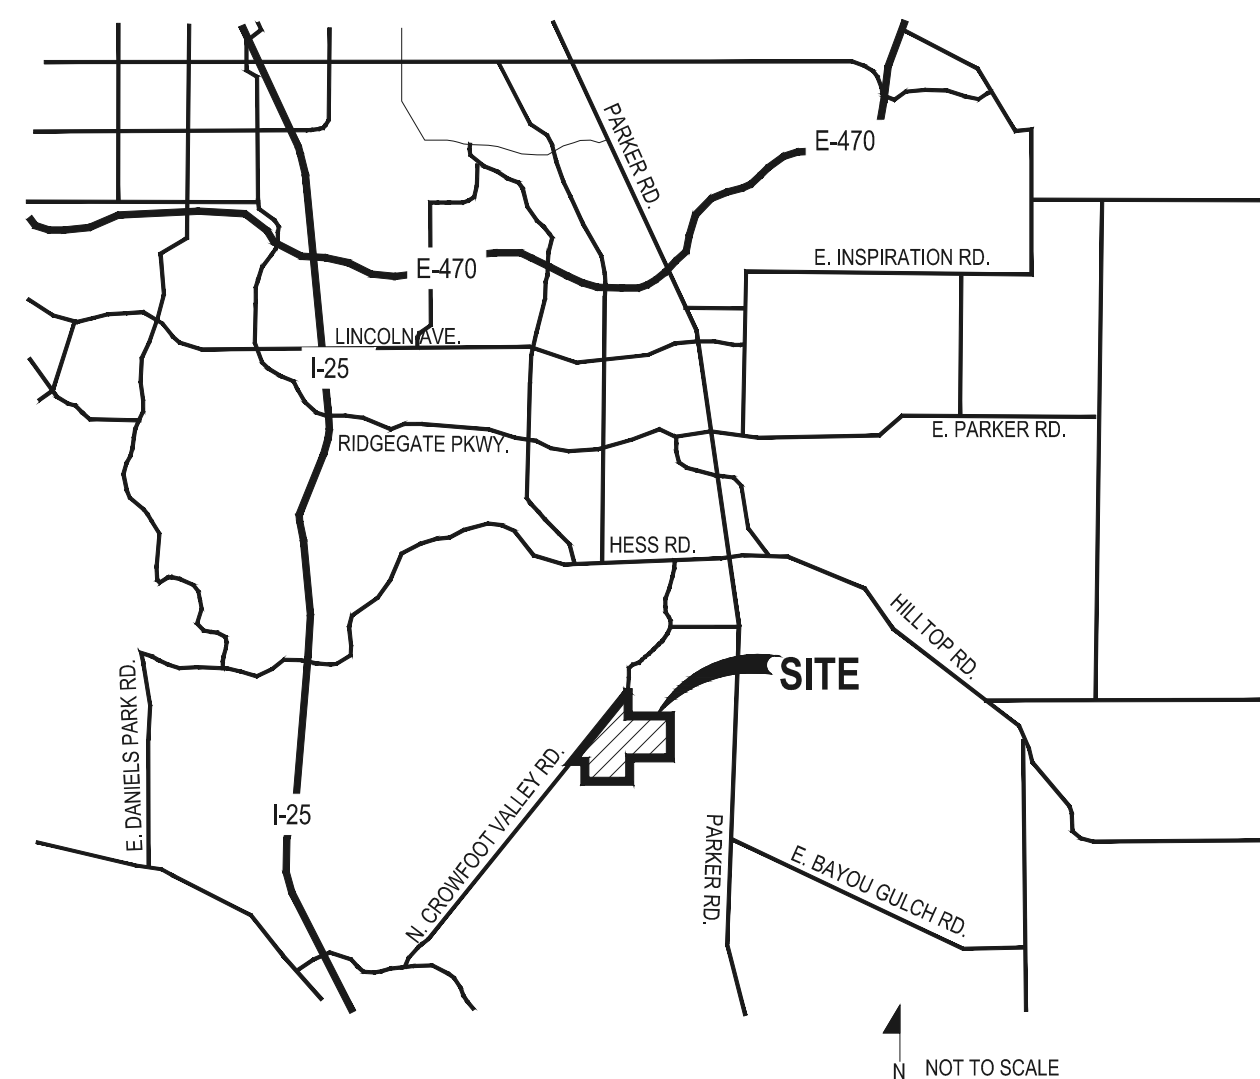 PARKER RD.
E-470
E. INSPIRATION RD.
E-470
LINCOLN AVE.
I-25
E. PARKER RD.
RIDGEGATE PKWY.
HESS RD.
HILLTOP RD.
SITE
E. DANIELS PARK RD.
N. CROWFOOT VALLEY RD.
I-25
PARKER RD.
E. BAYOU GULCH RD.
N
NOT TO SCALE